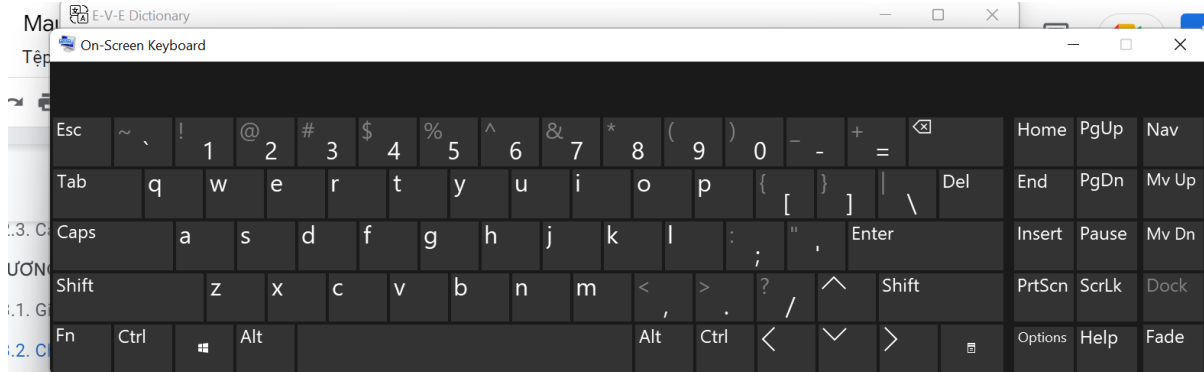 E-V-E Dictionary
On-Screen Keyboard
Tệp
Esc ~ ` ! 1 @ 2 # 3 $ 4 % 5 ^ 6 & 7 * 8 ( 9 ) 0 _ - + = Home PgUp Nav
Tab q w e r t y u i o p { [ } ] | \ Del End PgDn Mv Up
Caps a s d f g h j k l : ; " ' Enter Insert Pause Mv Dn
Shift z x c v b n m < , > . ? / Shift PrtScn ScrLk Dock
Fn Ctrl Alt Alt Ctrl Options Help Fade